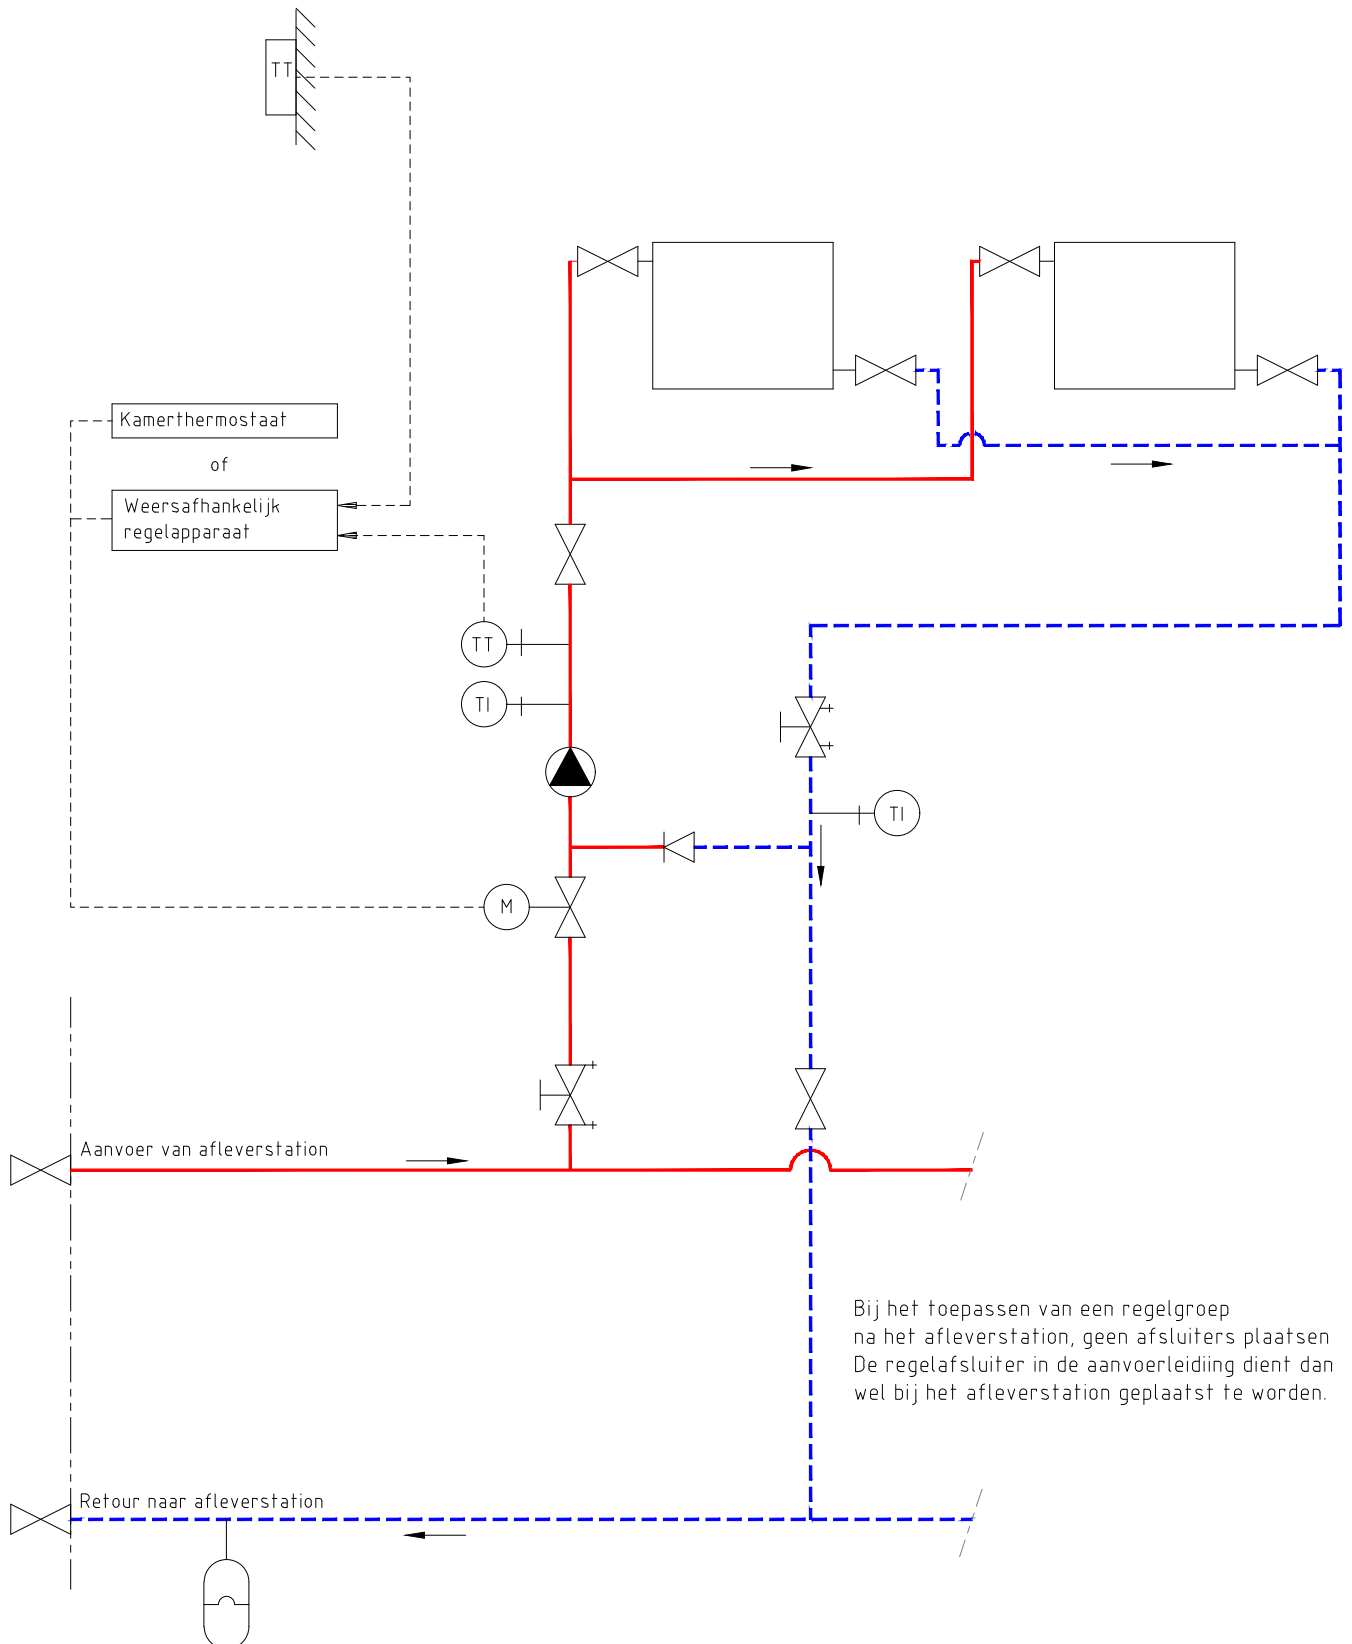 TT
Kamerthermostaat
of
Weersafhankelijk
regelapparaat
TT
TI
TI
M
Aanvoer van afleverstation
Bij het toepassen van een regelgroep
na het afleverstation, geen afsluiters plaatsen
De regelafsluiter in de aanvoerleidiing dient dan
wel bij het afleverstation geplaatst te worden.
Retour naar afleverstation